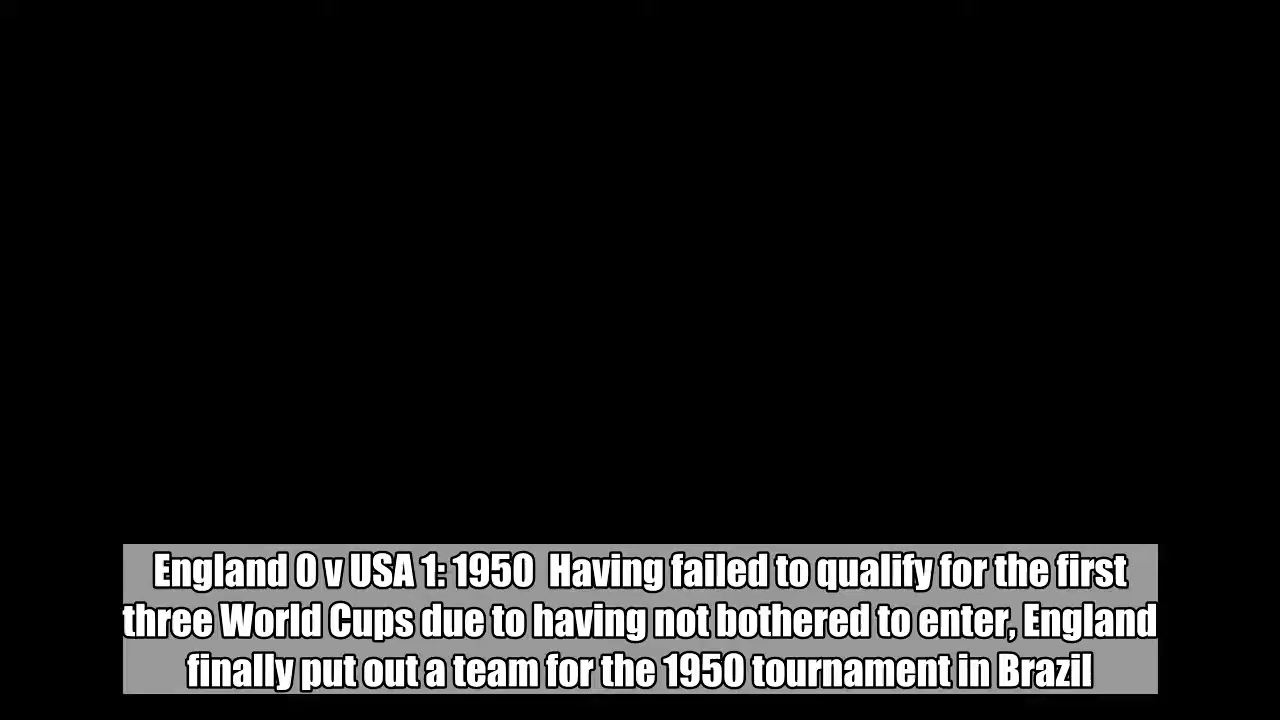 England 0 v USA 1: 1950  Having failed to qualify for the first
three World Cups due to having not bothered to enter, England
finally put out a team for the 1950 tournament in Brazil